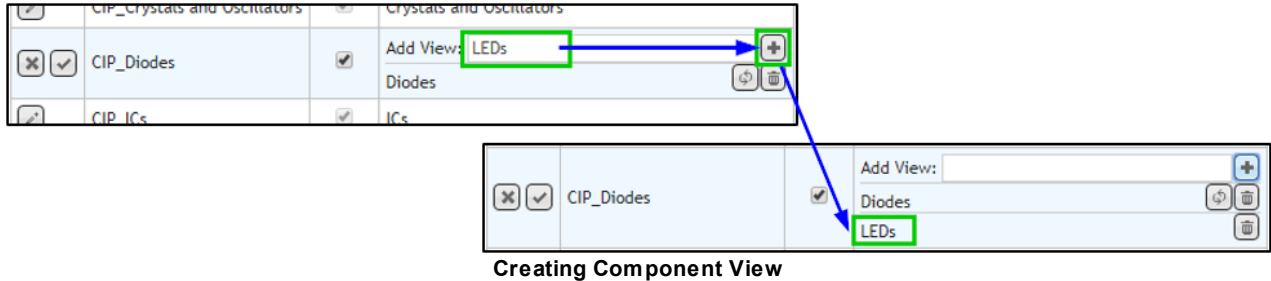 CIP_Crystals and Oscillators Crystals and Oscillators
Add View: LEDs
CIP_Diodes
Diodes
CIP_ICs ICs
Add View:
CIP_Diodes
Diodes
LEDs
Creating Component View